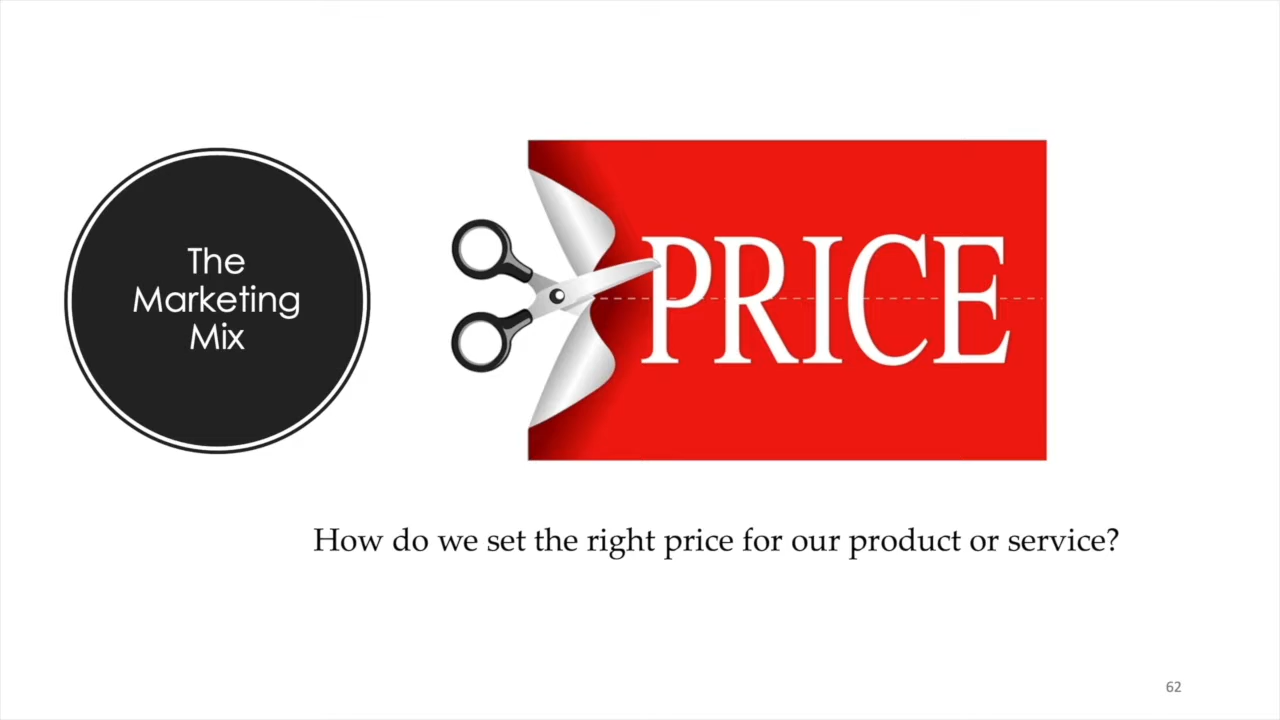 The
Marketing
Mix
PRICE
How do we set the right price for our product or service?
62